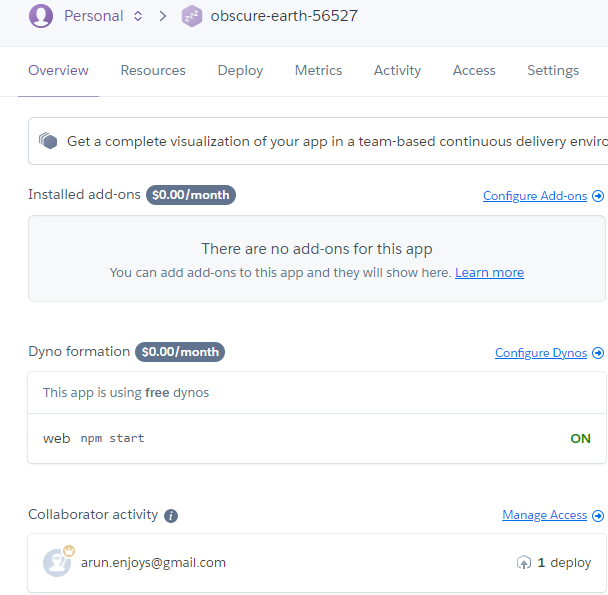 Personal > obscure-earth-56527
Overview Resources Deploy Metrics Activity Access Settings
Get a complete visualization of your app in a team-based continuous delivery enviro
Installed add-ons $0.00/month Configure Add-ons
There are no add-ons for this app
You can add add-ons to this app and they will show here. Learn more
Dyno formation $0.00/month Configure Dynos
This app is using free dynos
web npm start ON
Collaborator activity i Manage Access
arun.enjoys@gmail.com 1 deploy